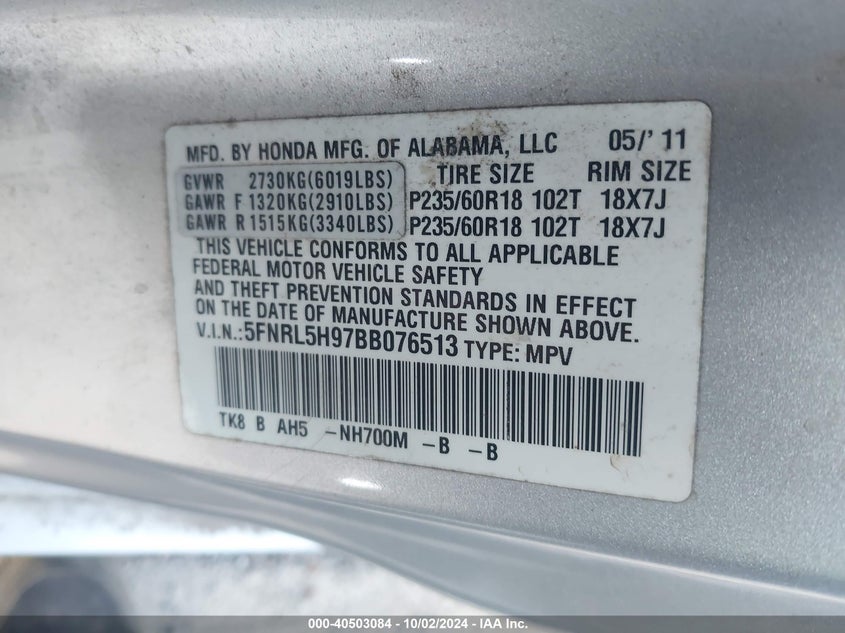 MFD. BY HONDA MFG. OF ALABAMA, LLC 05/' 11
GVWR 2730KG(6019LBS) TIRE SIZE RIM SIZE
GAWR F 1320KG(2910LBS) P235/60R18 102T 18X7J
GAWR R 1515KG(3340LBS) P235/60R18 102T 18X7J
THIS VEHICLE CONFORMS TO ALL APPLICABLE
FEDERAL MOTOR VEHICLE SAFETY
AND THEFT PREVENTION STANDARDS IN EFFECT
ON THE DATE OF MANUFACTURE SHOWN ABOVE.
V.I.N.:5FNRL5H97BB076513 TYPE: MPV
TK8 B AH5 -NH700M -B -B
000-40503084 - 10/02/2024 - IAA Inc.